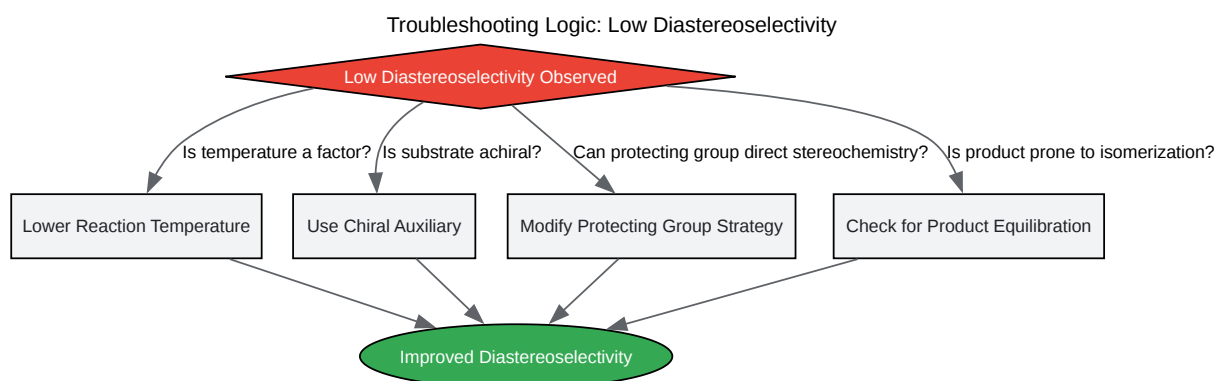 Troubleshooting Logic: Low Diastereoselectivity
Low Diastereoselectivity Observed
Is temperature a factor?
Is substrate achiral?
Can protecting group direct stereochemistry?
Is product prone to isomerization?
Lower Reaction Temperature
Use Chiral Auxiliary
Modify Protecting Group Strategy
Check for Product Equilibration
Improved Diastereoselectivity